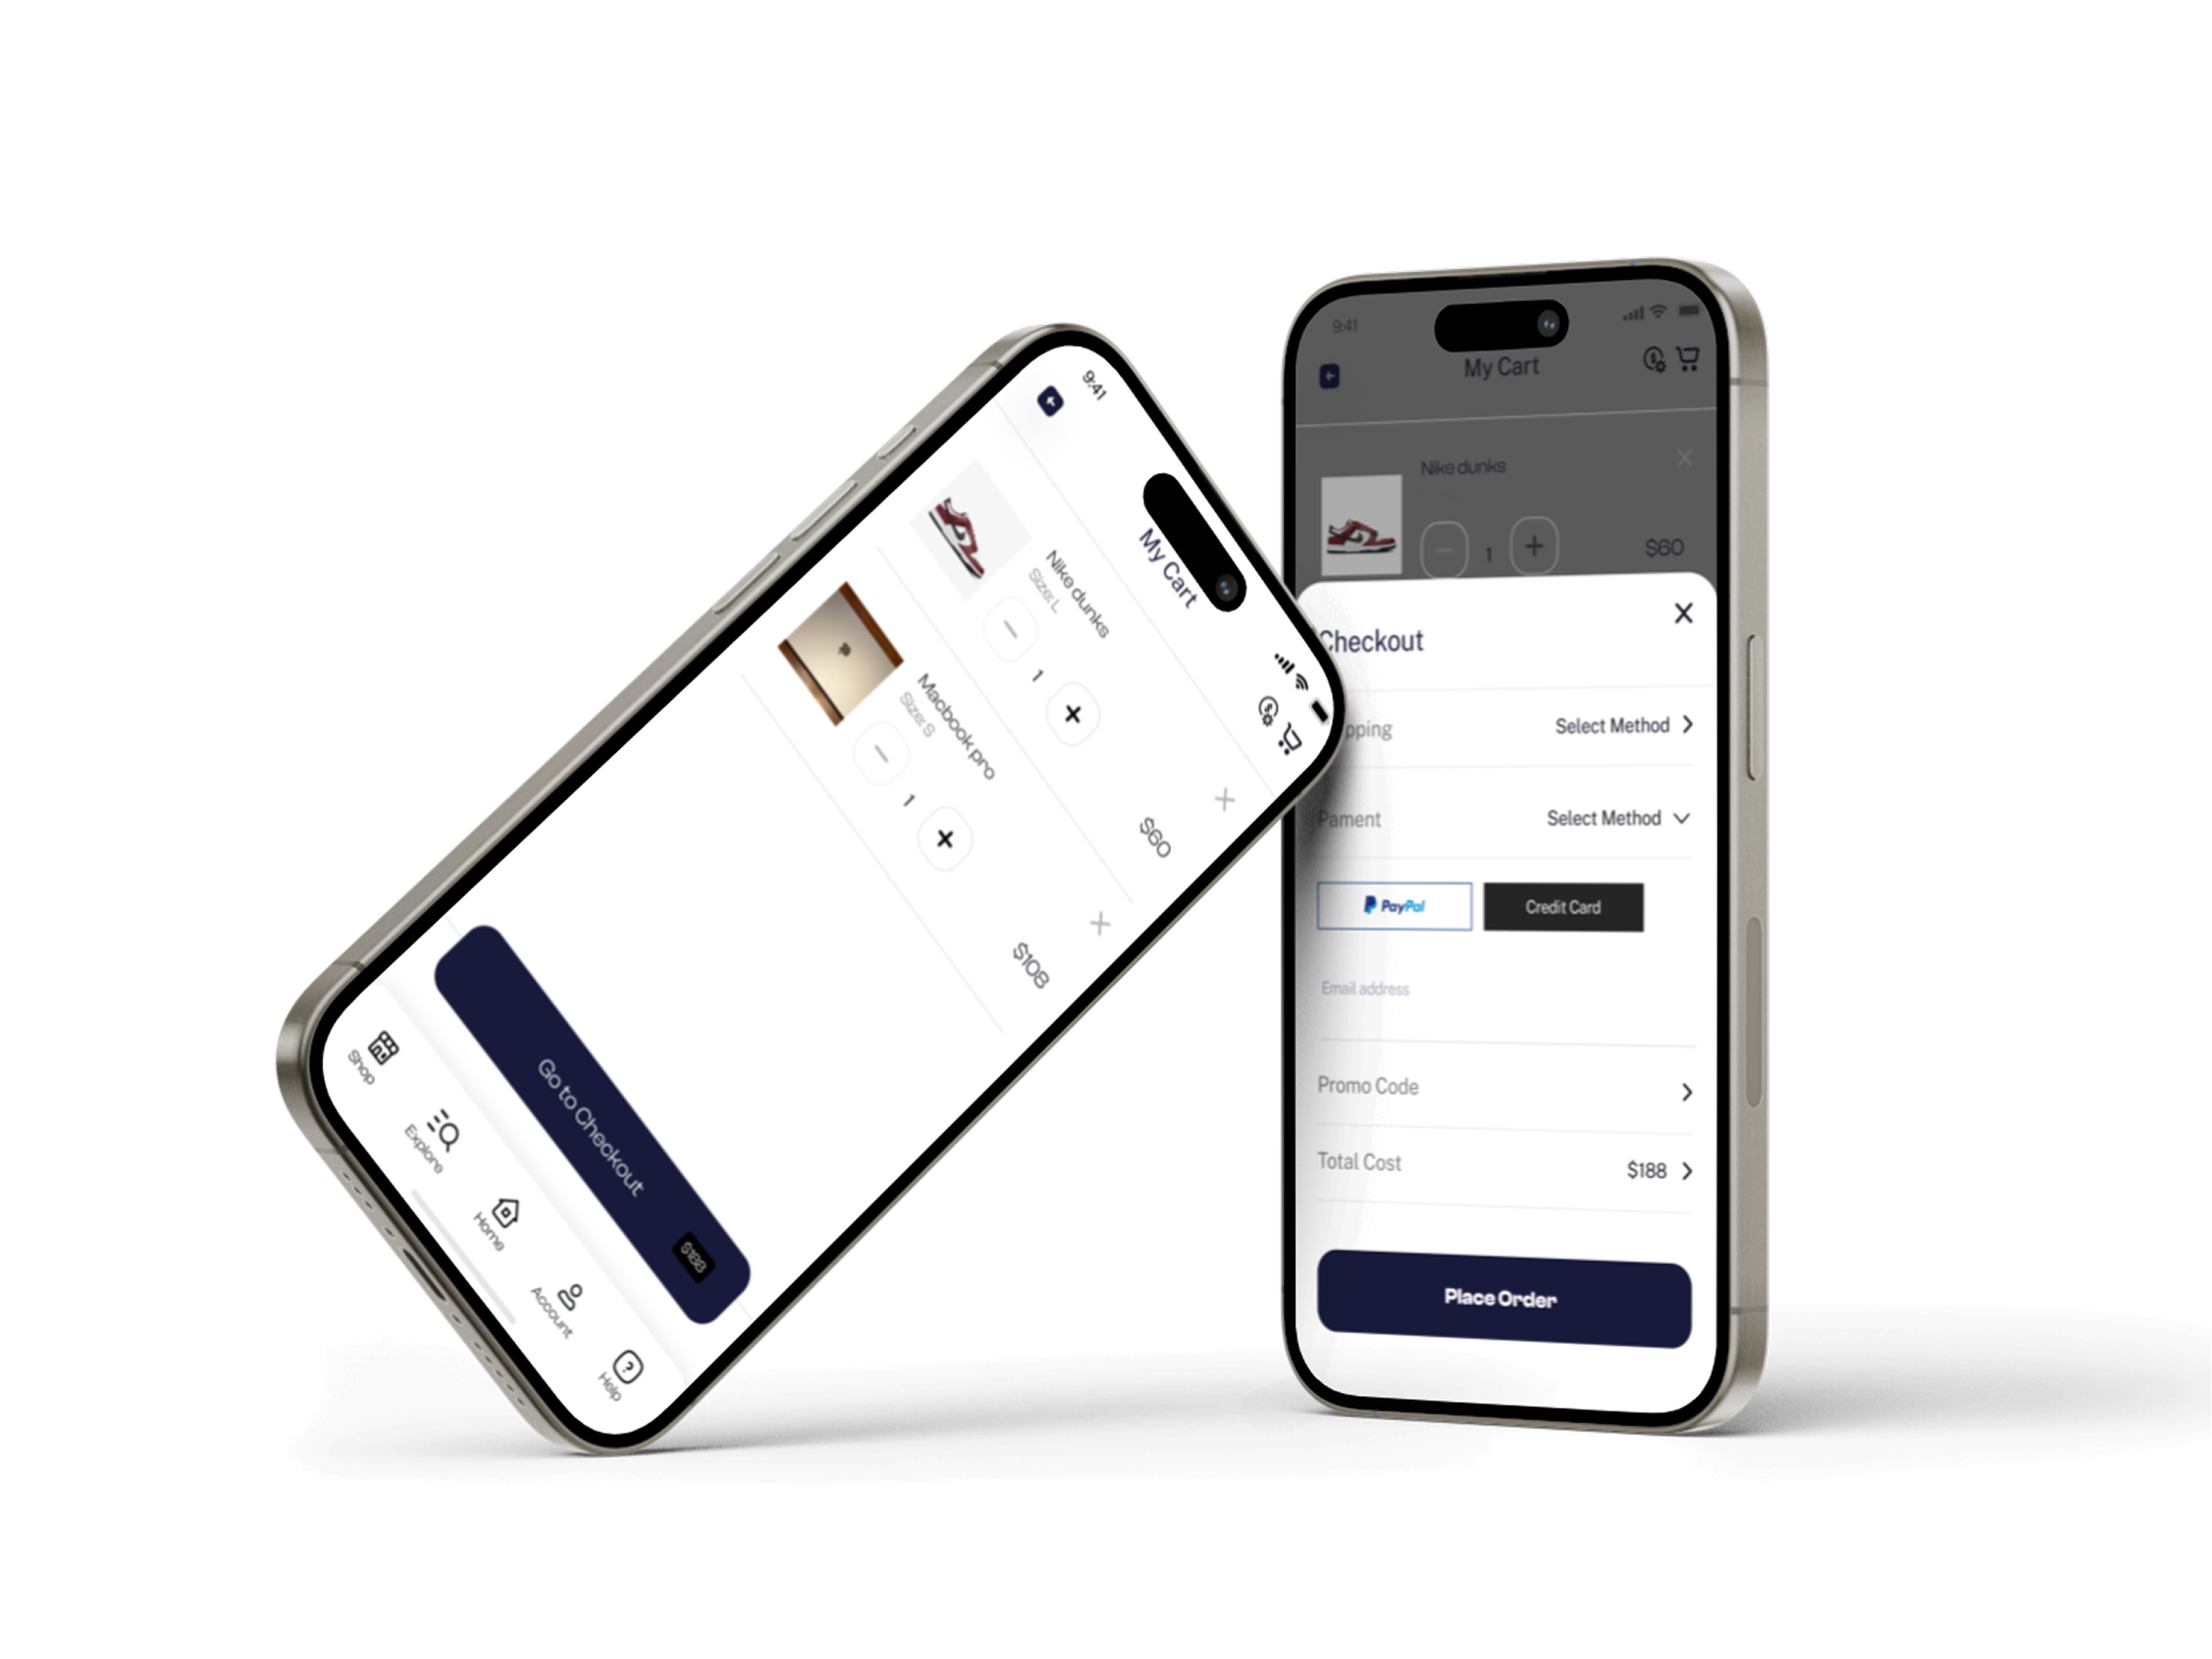 9:41
My Cart
Nike dunks
Size: L
1
$60
Macbook pro
Size: S
1
$108
Go to Checkout
$188
Shop
Explore
Home
Account
Help
9:41
My Cart
Nike dunks
1
$60
Checkout
pping
Select Method
Pament
Select Method
PayPal
Credit Card
Email address
Promo Code
Total Cost
$188
Place Order